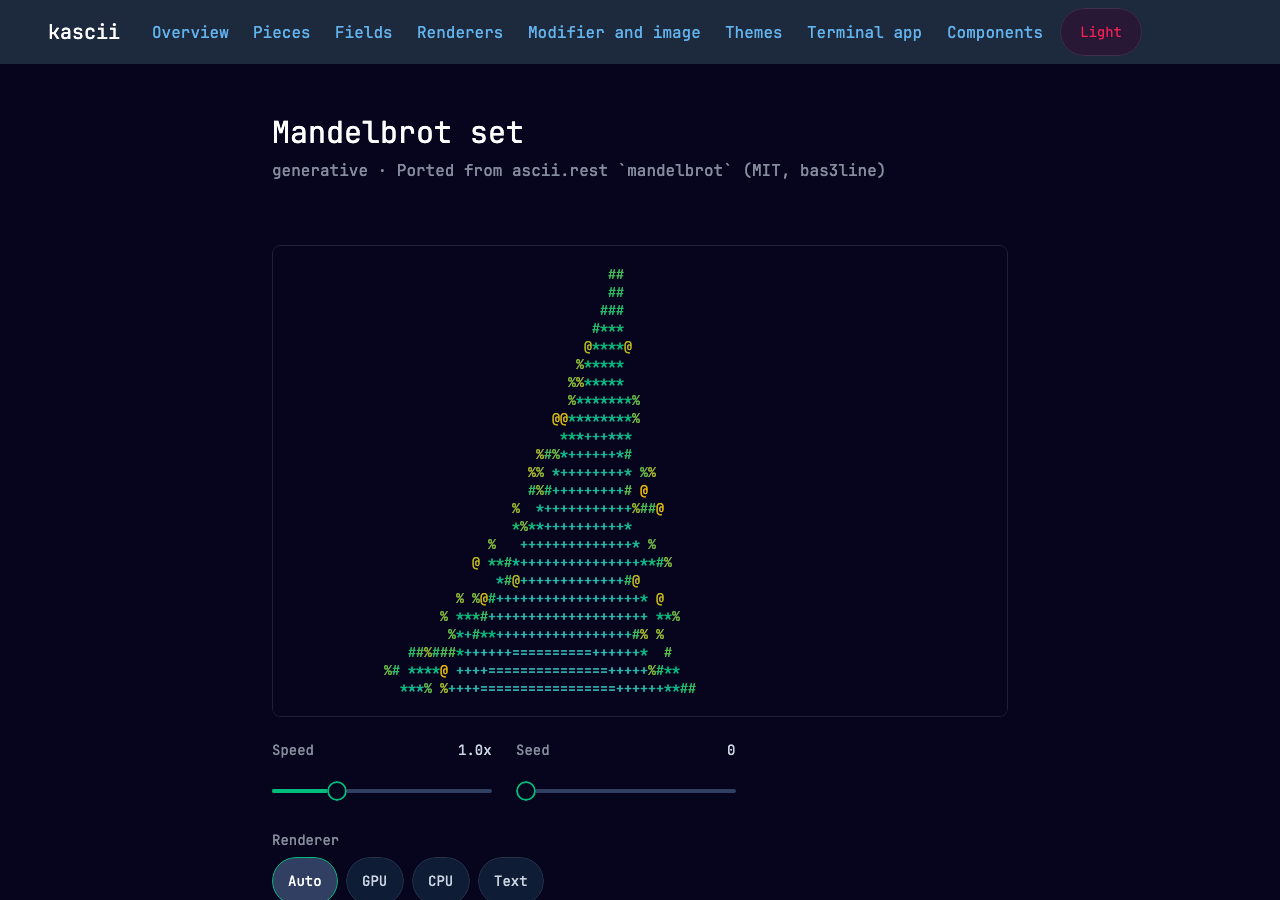 kascii Overview Pieces Fields Renderers Modifier and image Themes Terminal app Components Light
Mandelbrot set
generative · Ported from ascii.rest `mandelbrot` (MIT, bas3line)
##
##
###
#***
@****@
%*****
%%*****
%*******%
@@********%
***+++***
%#%*+++++++*#
%% *+++++++++* %%
#%#+++++++++# @
%  *++++++++++++%##@
*%**++++++++++*
%   ++++++++++++++* %
@ **#*+++++++++++++++**#%
*#@+++++++++++++#@
% %@#++++++++++++++++++* @
% ***#++++++++++++++++++++ **%
%*+#**+++++++++++++++++#% %
##%###*++++++==========++++++*  #
%# ****@ ++++===============+++++%#**
***% %++++=================++++++**##
Speed 1.0x Seed 0
Renderer
Auto GPU CPU Text